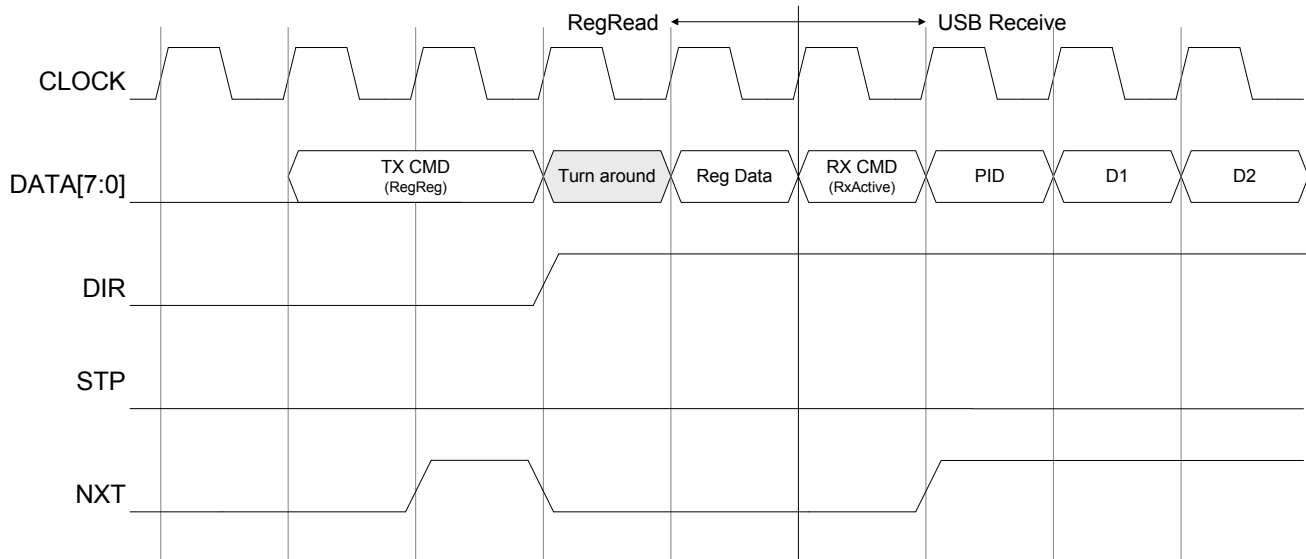 RegRead
USB Receive
CLOCK
DATA[7:0]
TX CMD
(RegReg)
Turn around
Reg Data
RX CMD
(RxActive)
PID
D1
D2
DIR
STP
NXT